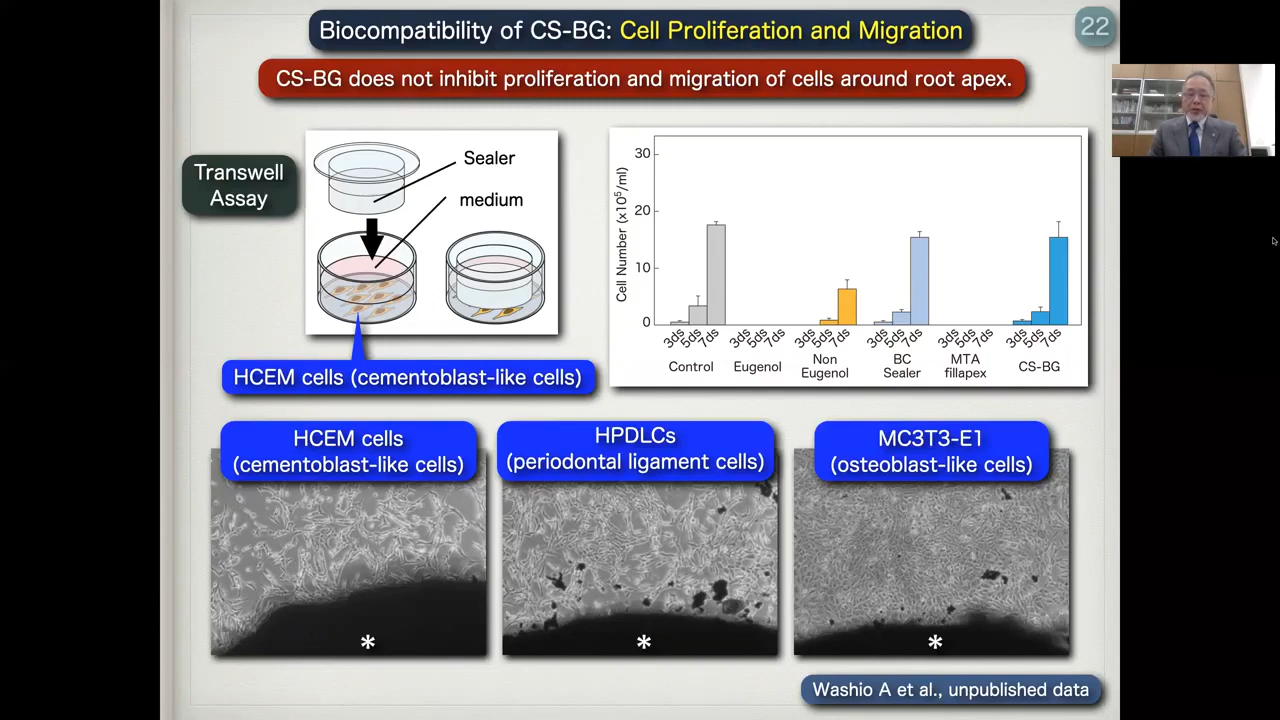 Biocompatibility of CS-BG: Cell Proliferation and Migration
22
CS-BG does not inhibit proliferation and migration of cells around root apex.
Transwell
Assay
Sealer
medium
HCEM cells (cementoblast-like cells)
Cell Number (x10⁵/ml)
30
20
10
0
3ds 5ds 7ds 3ds 5ds 7ds 3ds 5ds 7ds 3ds 5ds 7ds 3ds 5ds 7ds 3ds 5ds 7ds
Control
Eugenol
Non
Eugenol
BC
Sealer
MTA
fillapex
CS-BG
HCEM cells
(cementoblast-like cells)
HPDLCs
(periodontal ligament cells)
MC3T3-E1
(osteoblast-like cells)
*
*
*
Washio A et al., unpublished data